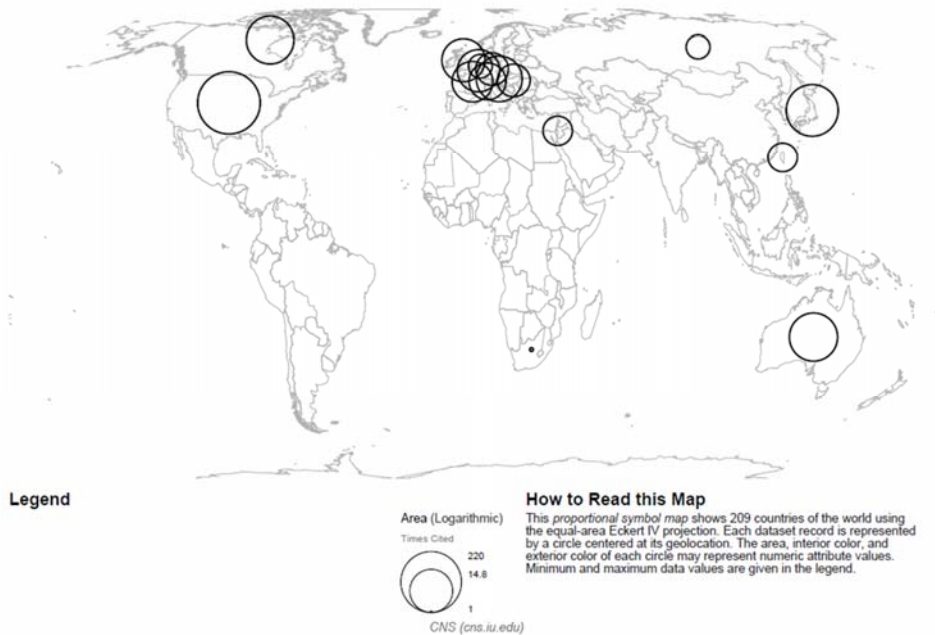 Legend
Area (Logarithmic)
Times Cited
220
14.8
1
CNS (cns.iu.edu)
How to Read this Map
This proportional symbol map shows 209 countries of the world using
the equal-area Eckert IV projection. Each dataset record is represented
by a circle centered at its geolocation. The area, interior color, and
exterior color of each circle may represent numeric attribute values.
Minimum and maximum data values are given in the legend.